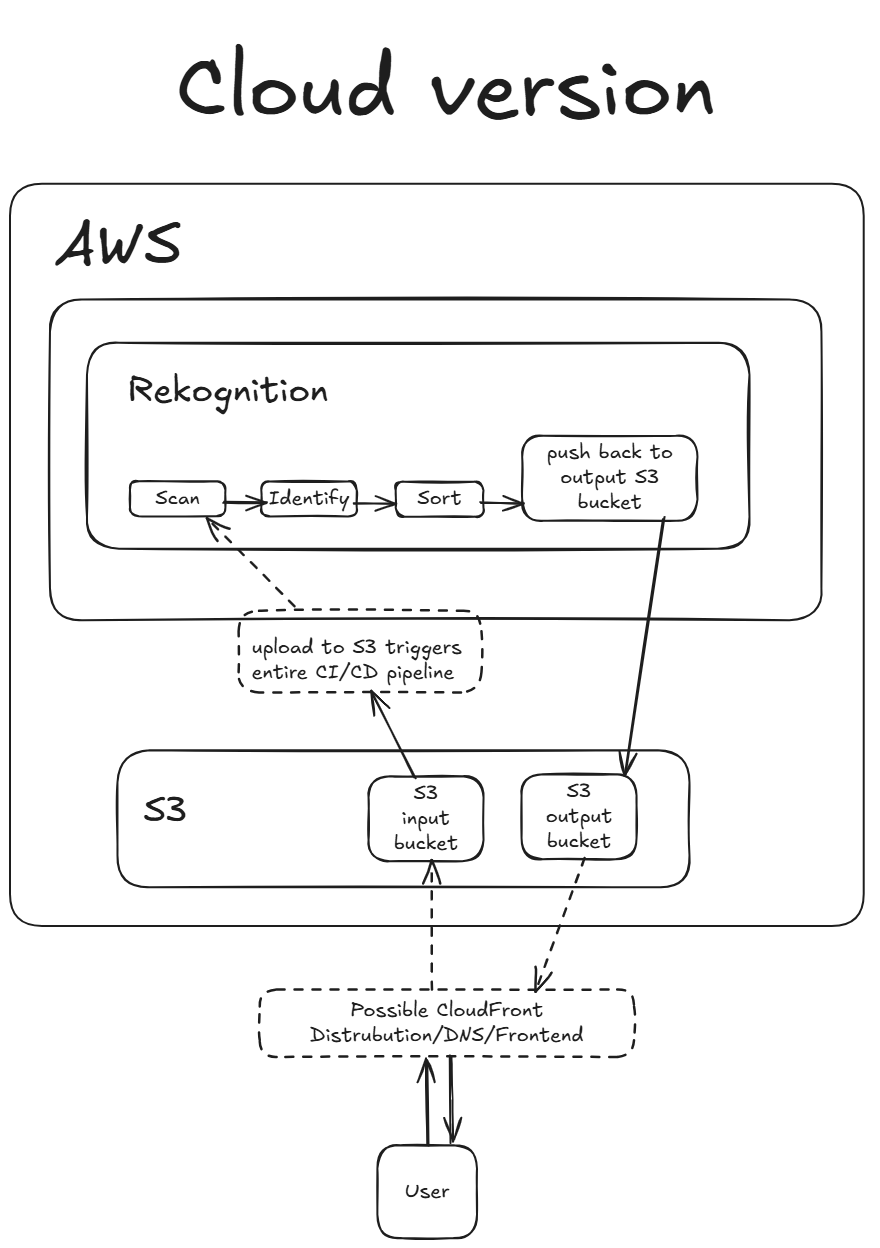 Cloud version
AWS
Rekognition
Scan
Identify
Sort
push back to
output S3
bucket
upload to S3 triggers
entire CI/CD pipeline
S3
S3
input
bucket
S3
output
bucket
Possible CloudFront
Distrubution/DNS/Frontend
User